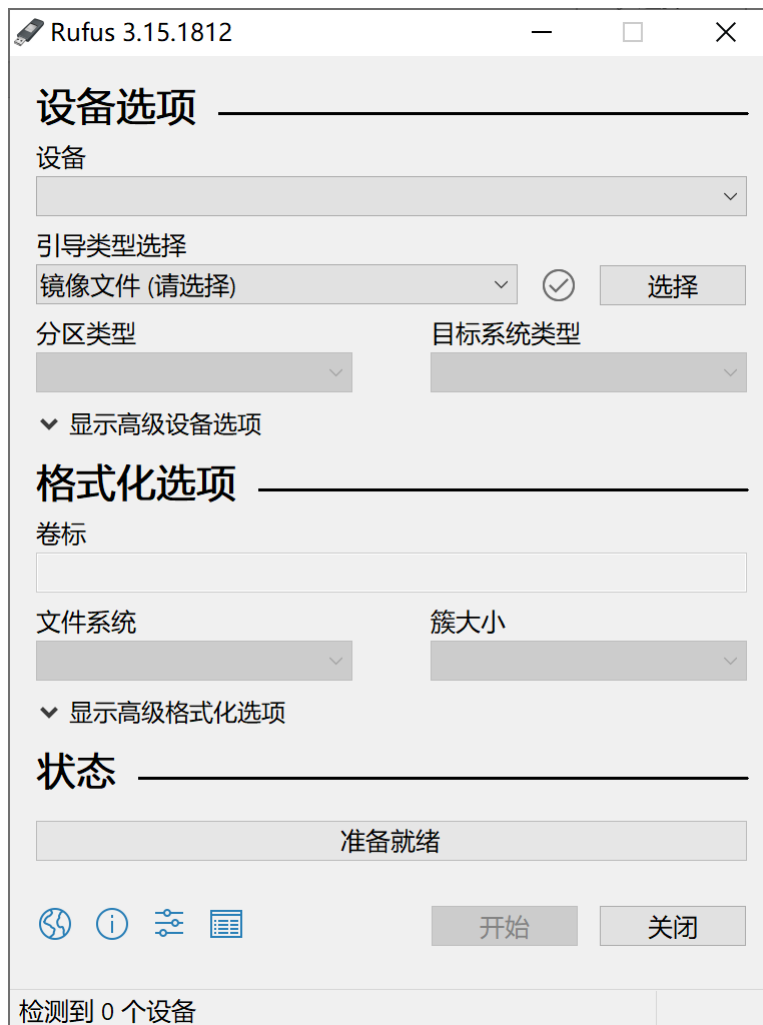 Rufus 3.15.1812
设备选项
设备
引导类型选择
镜像文件 (请选择)
选择
分区类型
目标系统类型
显示高级设备选项
格式化选项
卷标
文件系统
簇大小
显示高级格式化选项
状态
准备就绪
开始
关闭
检测到 0 个设备